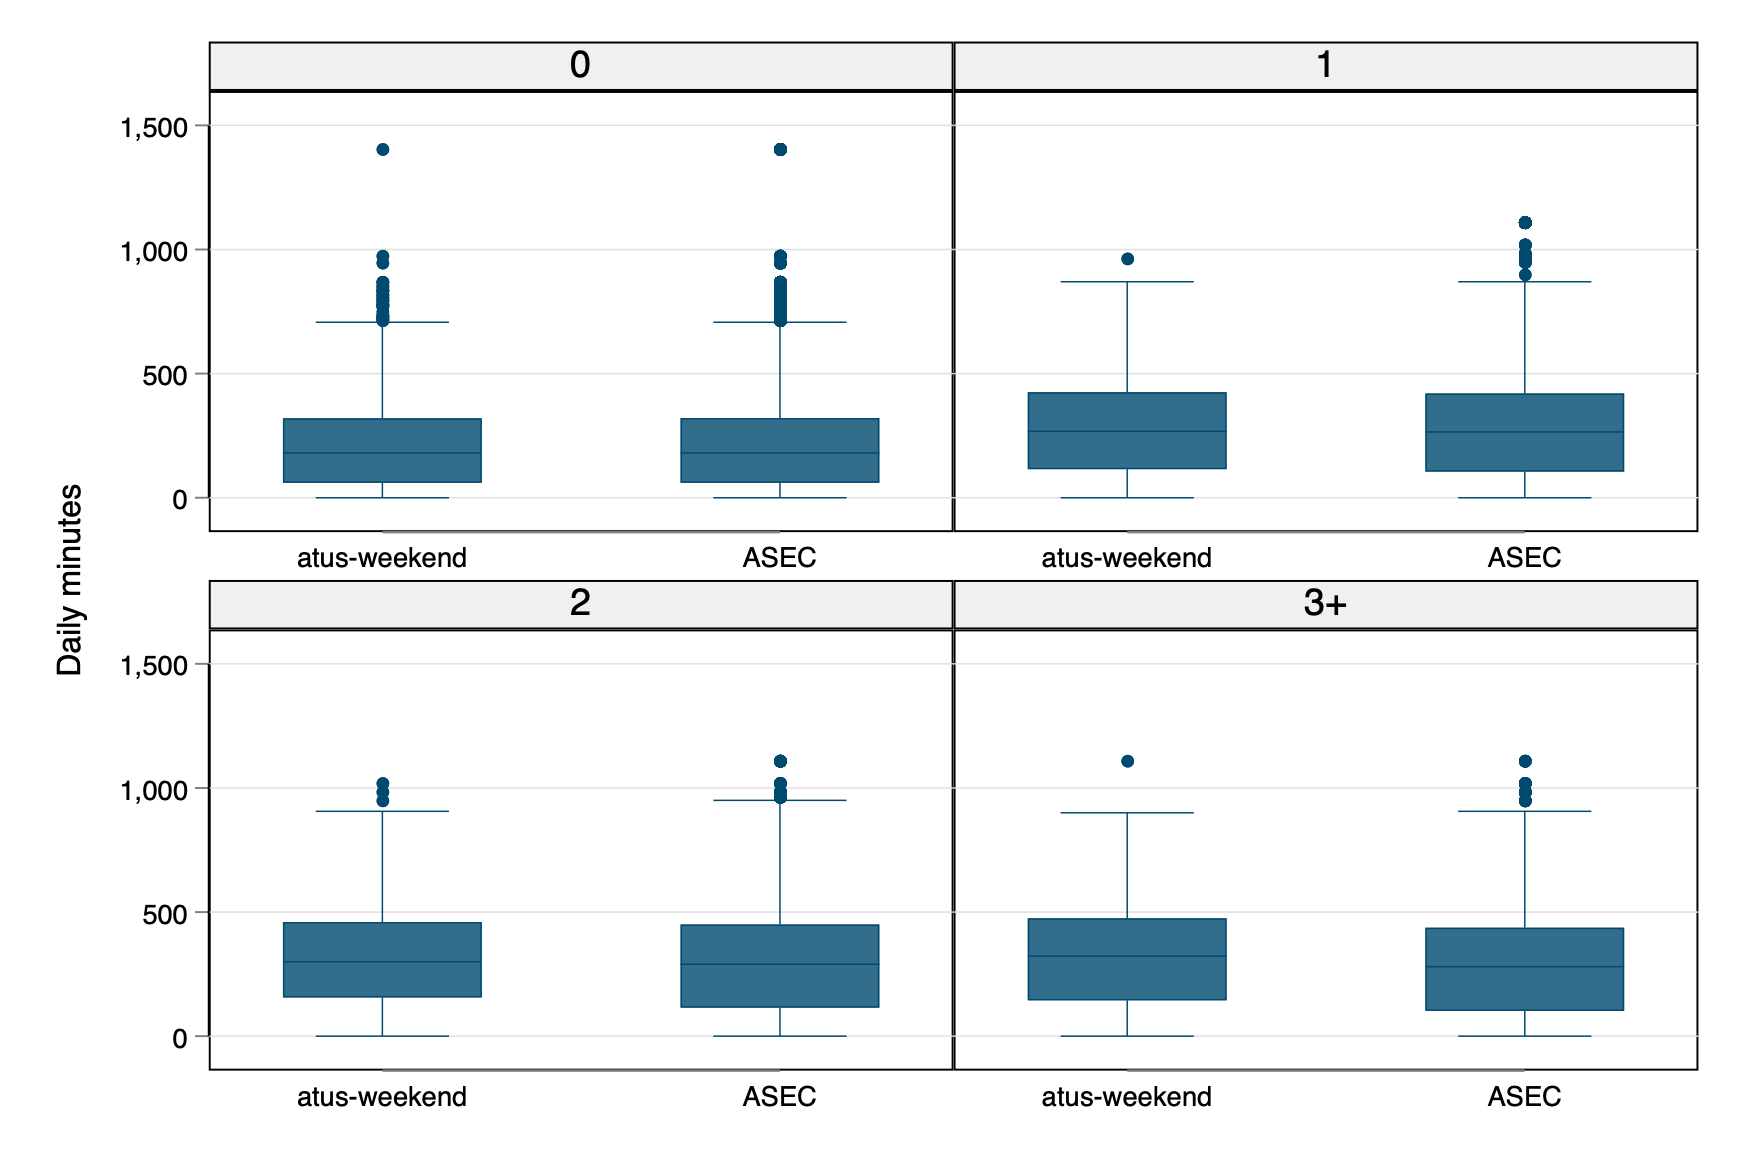 Daily minutes
0
1
1,500
1,000
500
0
atus-weekend
ASEC
atus-weekend
ASEC
2
3+
1,500
1,000
500
0
atus-weekend
ASEC
atus-weekend
ASEC